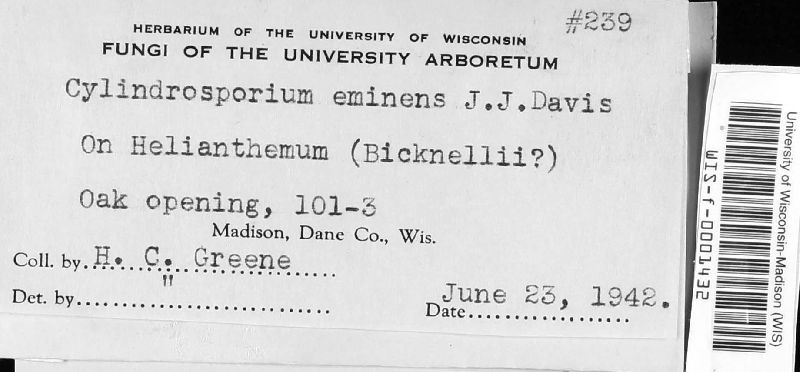 #239
HERBARIUM OF THE UNIVERSITY OF WISCONSIN
FUNGI OF THE UNIVERSITY ARBORETUM
Cylindrosporium eminens J.J.Davis
On Helianthemum (Bicknellii?)
Oak opening, 101-3
Madison, Dane Co., Wis.
Coll. by H. C. Greene
Det. by " 
Date June 23, 1942.
University of Wisconsin-Madison (WIS)
WIS-f-0001432